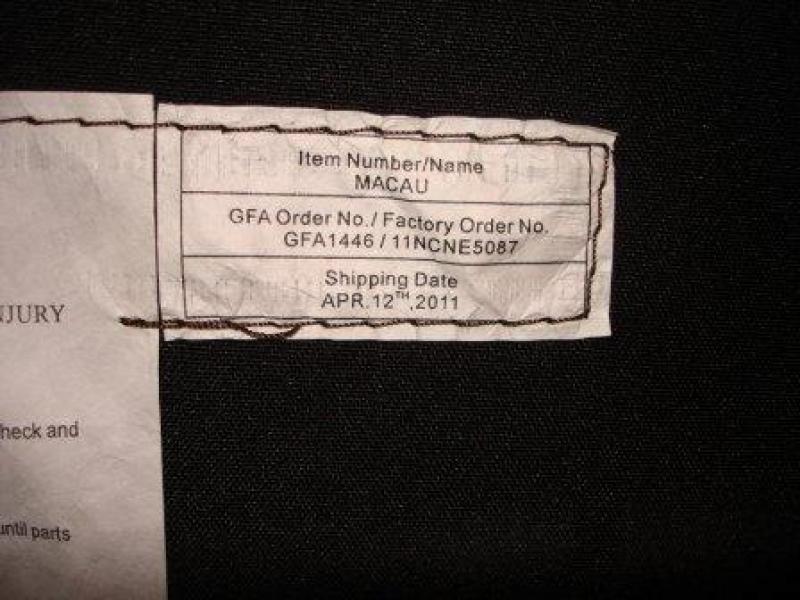 Item Number/Name
MACAU
GFA Order No./ Factory Order No.
GFA1446 / 11NCNE5087
Shipping Date
APR.12TH,2011
NJURY
heck and
until parts